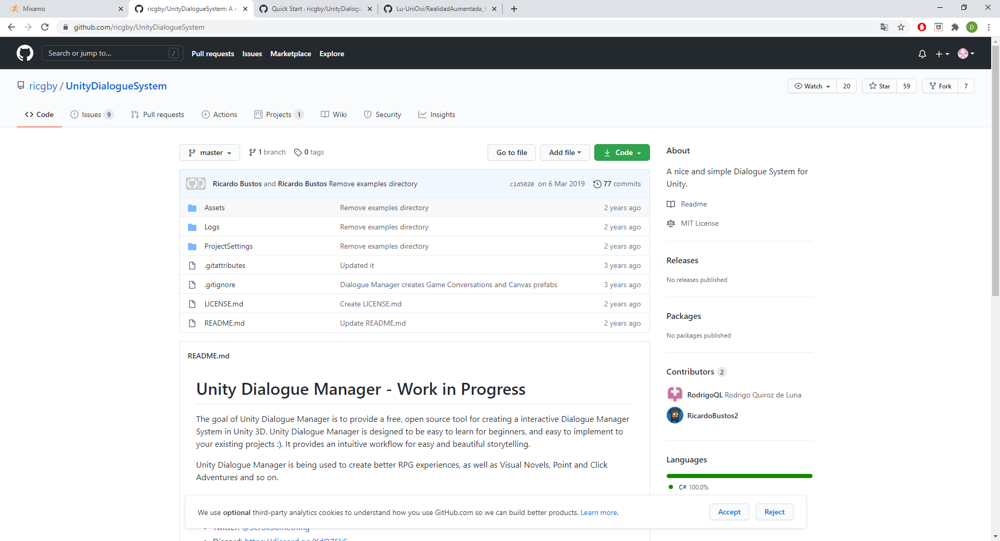 Mixamo
ricgby/UnityDialogueSystem: A n
Quick Start · ricgby/UnityDialogu
Lu-UniOvi/RealidadAumentada_
github.com/ricgby/UnityDialogueSystem
D
Search or jump to...
/
Pull requests
Issues
Marketplace
Explore
ricgby / UnityDialogueSystem
Watch 20
Star 59
Fork 7
Code
Issues 9
Pull requests
Actions
Projects 1
Wiki
Security
Insights
master
1 branch
0 tags
Go to file
Add file
Code
Ricardo Bustos and Ricardo Bustos Remove examples directory
c1d5020 on 6 Mar 2019
77 commits
Assets Remove examples directory 2 years ago
Logs Remove examples directory 2 years ago
ProjectSettings Remove examples directory 2 years ago
.gitattributes Updated it 3 years ago
.gitignore Dialogue Manager creates Game Conversations and Canvas prefabs 3 years ago
LICENSE.md Create LICENSE.md 2 years ago
README.md Update README.md 2 years ago
README.md
Unity Dialogue Manager - Work in Progress
The goal of Unity Dialogue Manager is to provide a free, open source tool for creating a interactive Dialogue Manager
System in Unity 3D. Unity Dialogue Manager is designed to be easy to learn for beginners, and easy to implement to
your existing projects :). It provides an intuitive workflow for easy and beautiful storytelling.
Unity Dialogue Manager is being used to create better RPG experiences, as well as Visual Novels, Point and Click
Adventures and so on.
About
A nice and simple Dialogue System for
Unity.
Readme
MIT License
Releases
No releases published
Packages
No packages published
Contributors 2
RodrigoQL Rodrigo Quiroz de Luna
RicardoBustos2
Languages
C# 100.0%
We use optional third-party analytics cookies to understand how you use GitHub.com so we can build better products. Learn more.
Accept
Reject
Twitter: @ScrollSomething